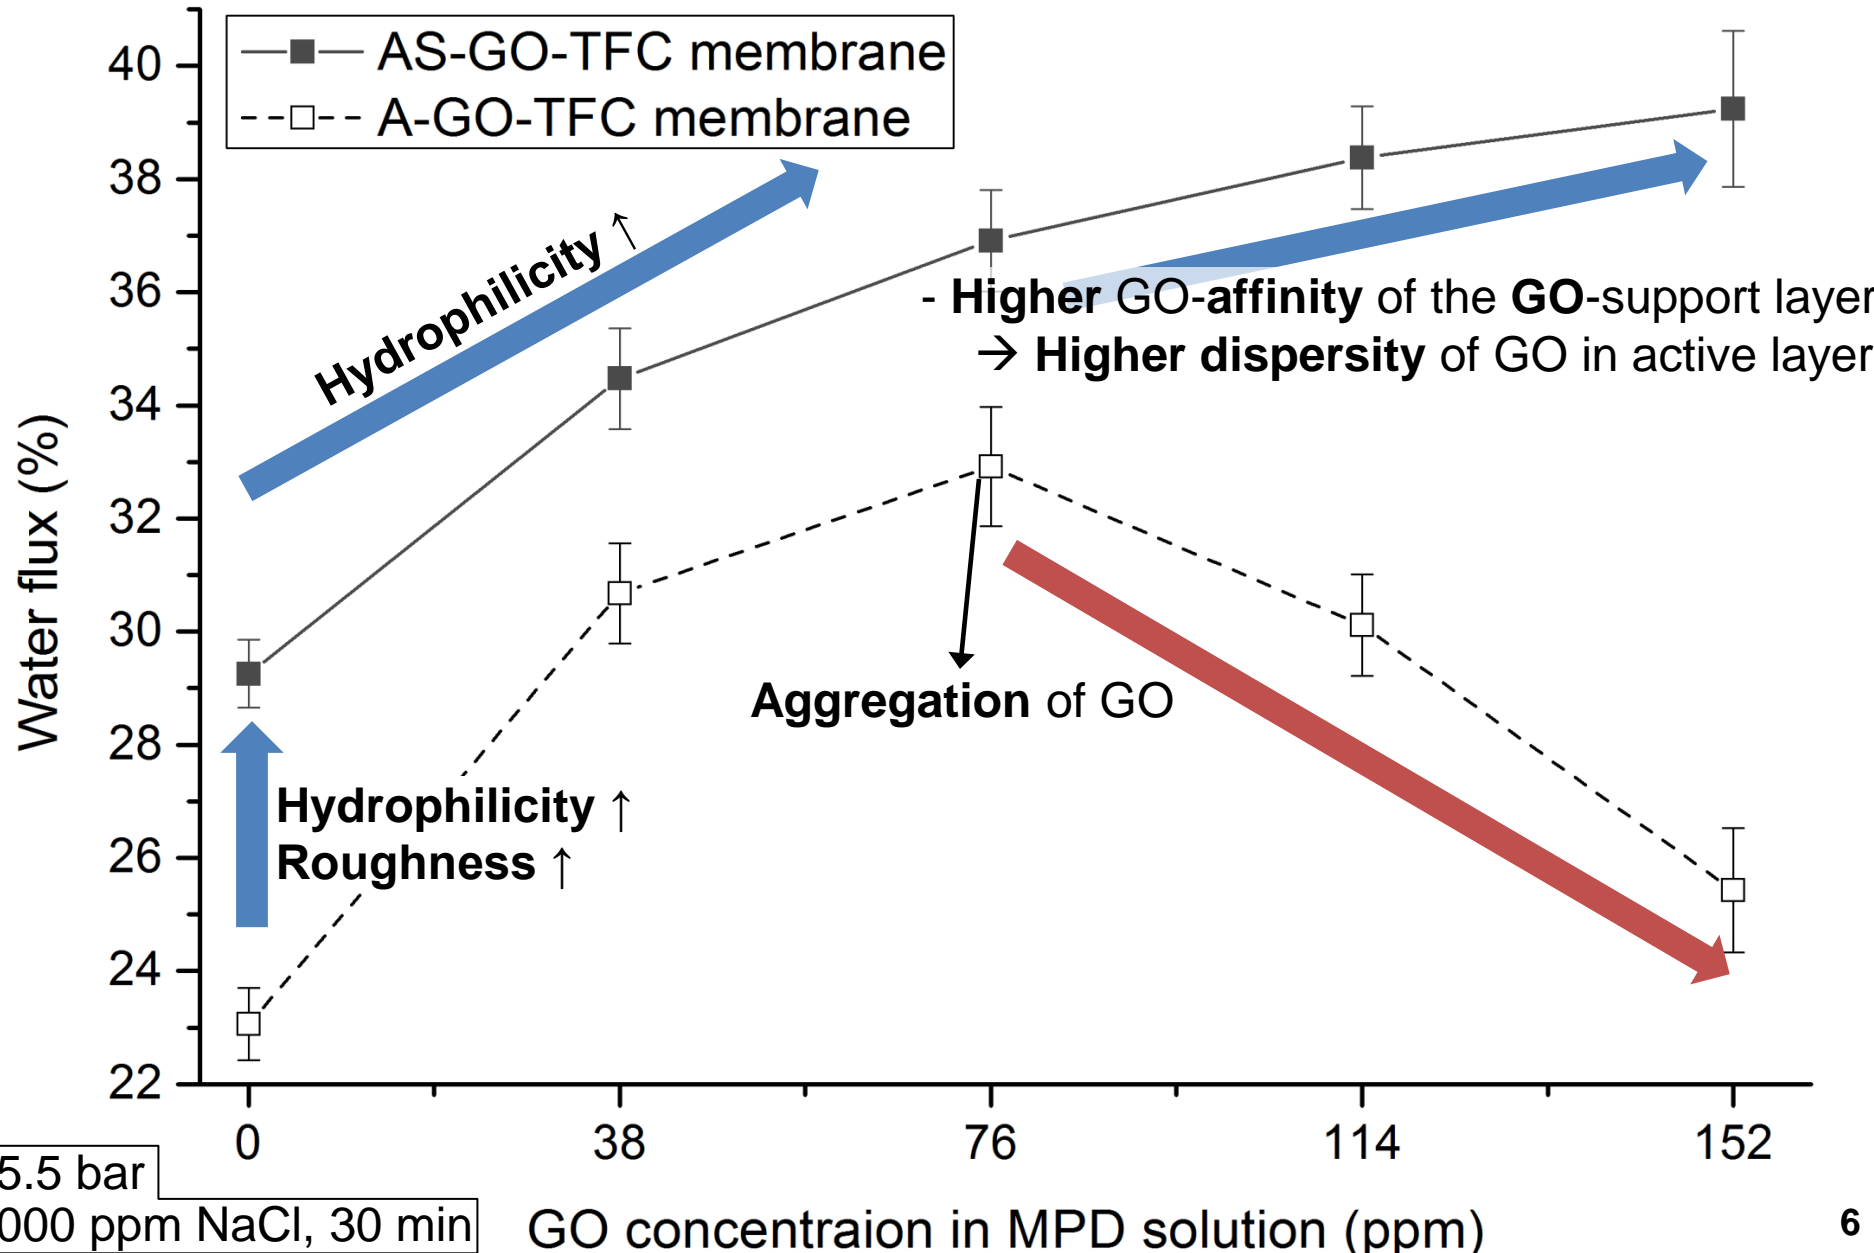 AS-GO-TFC membrane
A-GO-TFC membrane
40
38
36
34
32
30
28
26
24
22
Water flux (%)
Hydrophilicity ↑
- Higher GO-affinity of the GO-support layer
→ Higher dispersity of GO in active layer
Aggregation of GO
Hydrophilicity ↑
Roughness ↑
0 38 76 114 152
5.5 bar
000 ppm NaCl, 30 min
GO concentraion in MPD solution (ppm)
6